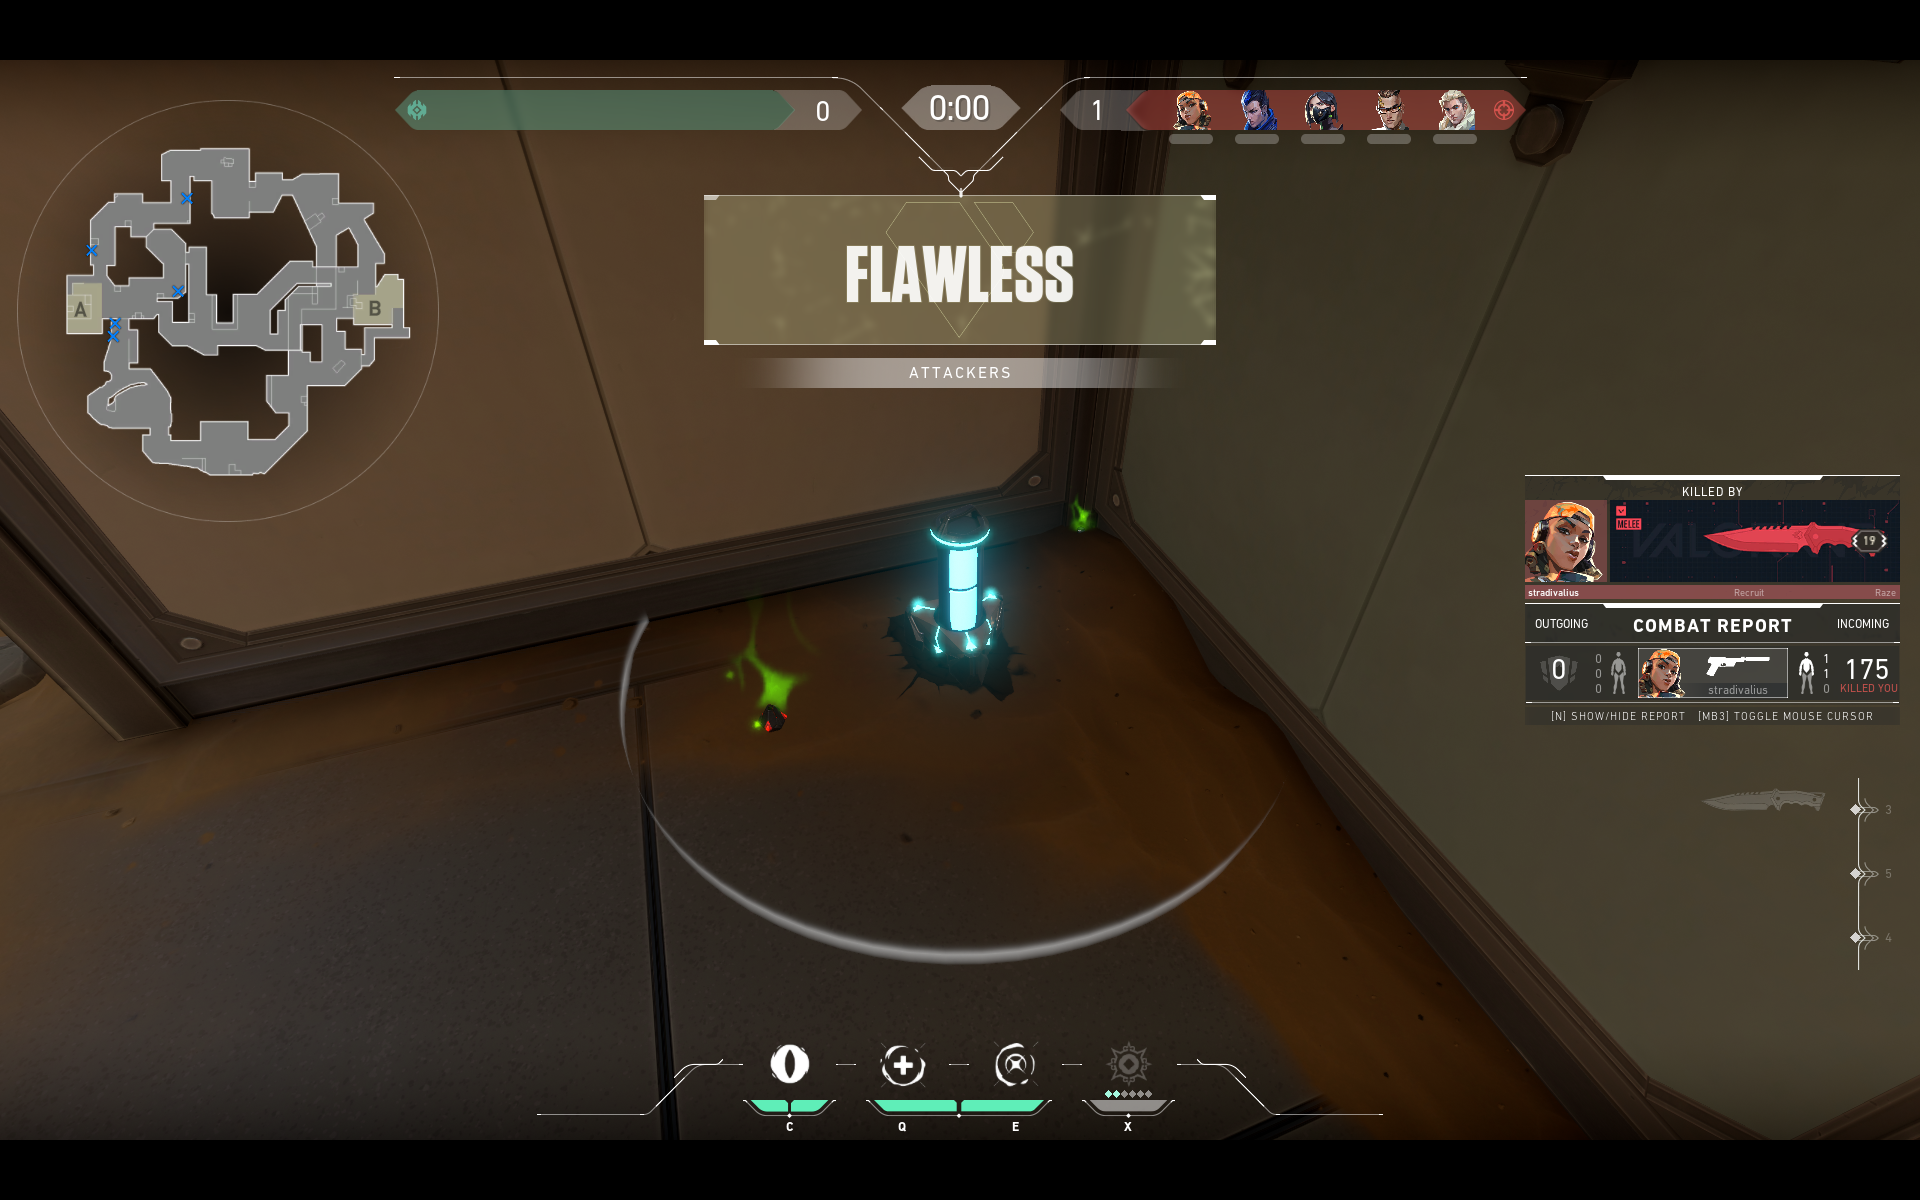 0
0:00
1
FLAWLESS
ATTACKERS
A
B
KILLED BY
MELEE
19
stradivalius Recruit Raze
OUTGOING COMBAT REPORT INCOMING
0
0
0
0
stradivalius
1
1
0
175
KILLED YOU
[N] SHOW/HIDE REPORT [MB3] TOGGLE MOUSE CURSOR
3
5
4
C Q E X